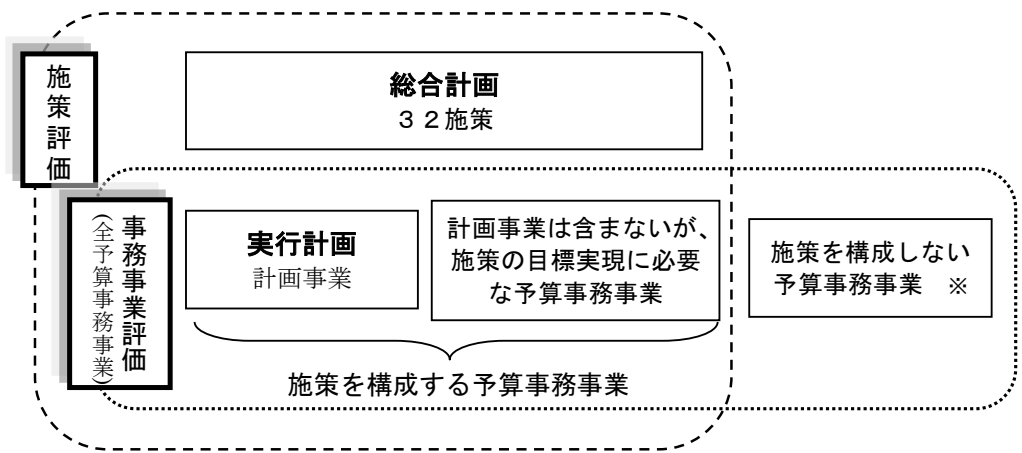 施策評価
総合計画
３２施策
事務事業評価
(全予算事務事業)
実行計画
計画事業
計画事業は含まないが、
施策の目標実現に必要
な予算事務事業
施策を構成しない
予算事務事業　※
施策を構成する予算事務事業